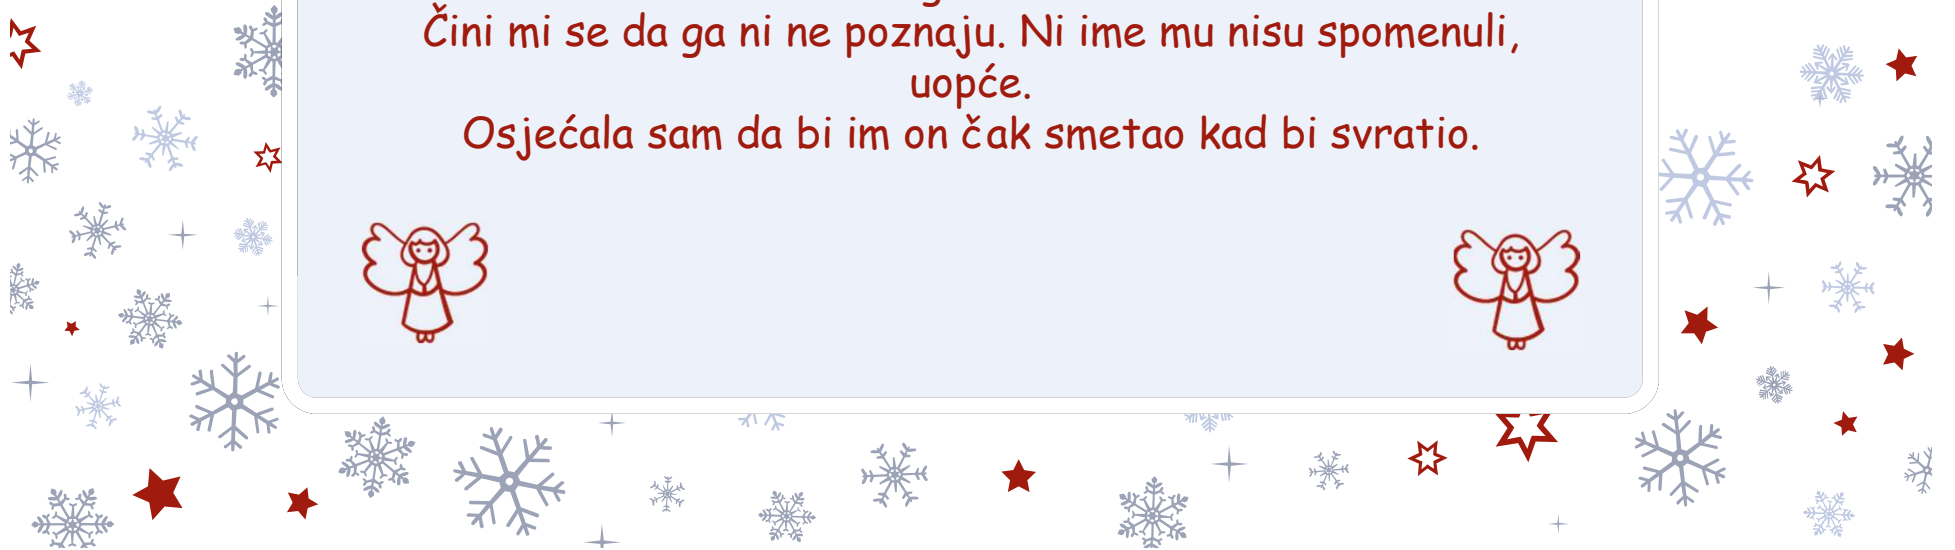 Čini mi se da ga ni ne poznaju. Ni ime mu nisu spomenuli,
uopće.
Osjećala sam da bi im on čak smetao kad bi svratio.